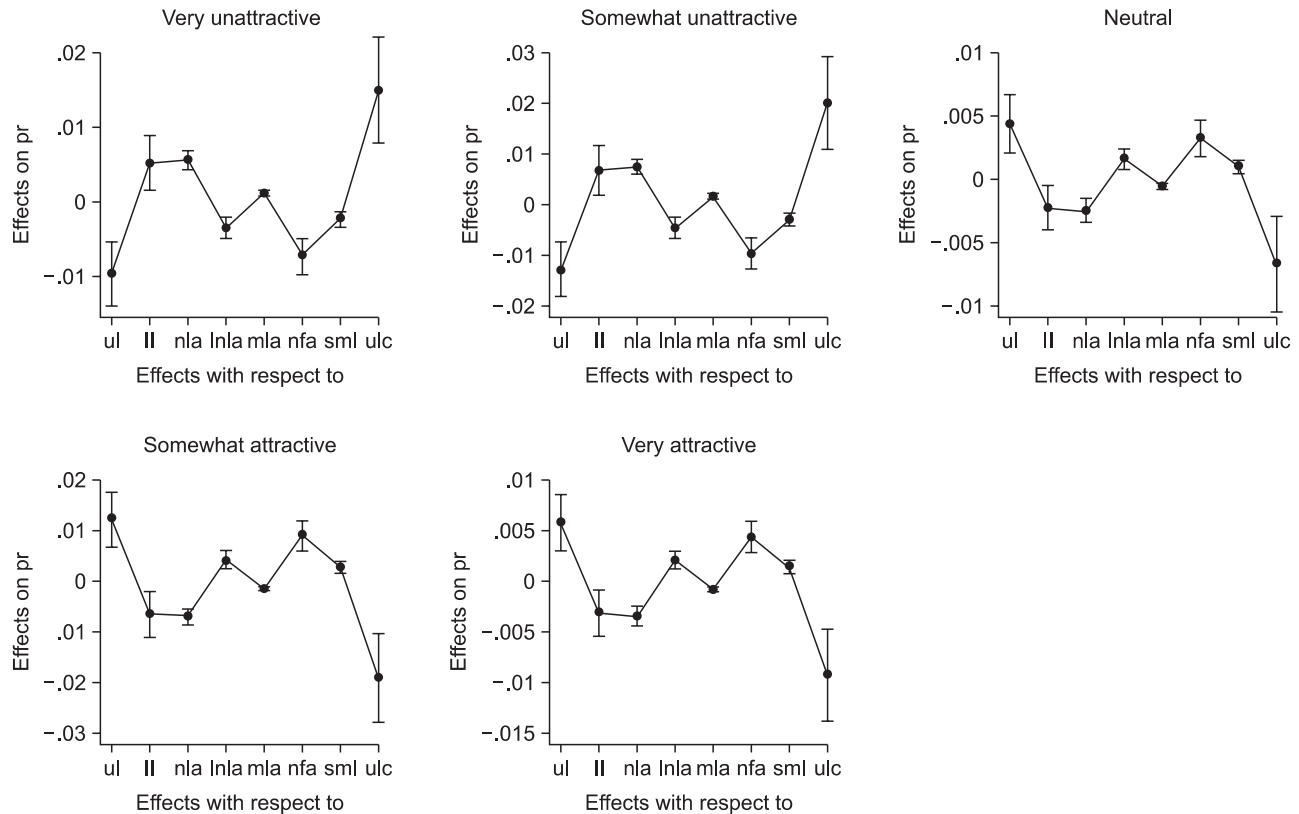 Very unattractive
.02
.01
0
−.01
Effects on pr
ul ll nla lnla mla nfa sml ulc
Effects with respect to
Somewhat unattractive
.03
.02
.010
0
−.01
−.02
Effects on pr
ul ll nla lnla mla nfa sml ulc
Effects with respect to
Neutral
.01
.005
0
−.005
−.01
Effects on pr
ul ll nla lnla mla nfa sml ulc
Effects with respect to
Somewhat attractive
.02
.01
0
.01
−.02
−.03
Effects on pr
ul ll nla lnla mla nfa sml ulc
Effects with respect to
Very attractive
.01
.005
0
−.005
−.01
−.015
Effects on pr
ul ll nla lnla mla nfa sml ulc
Effects with respect to